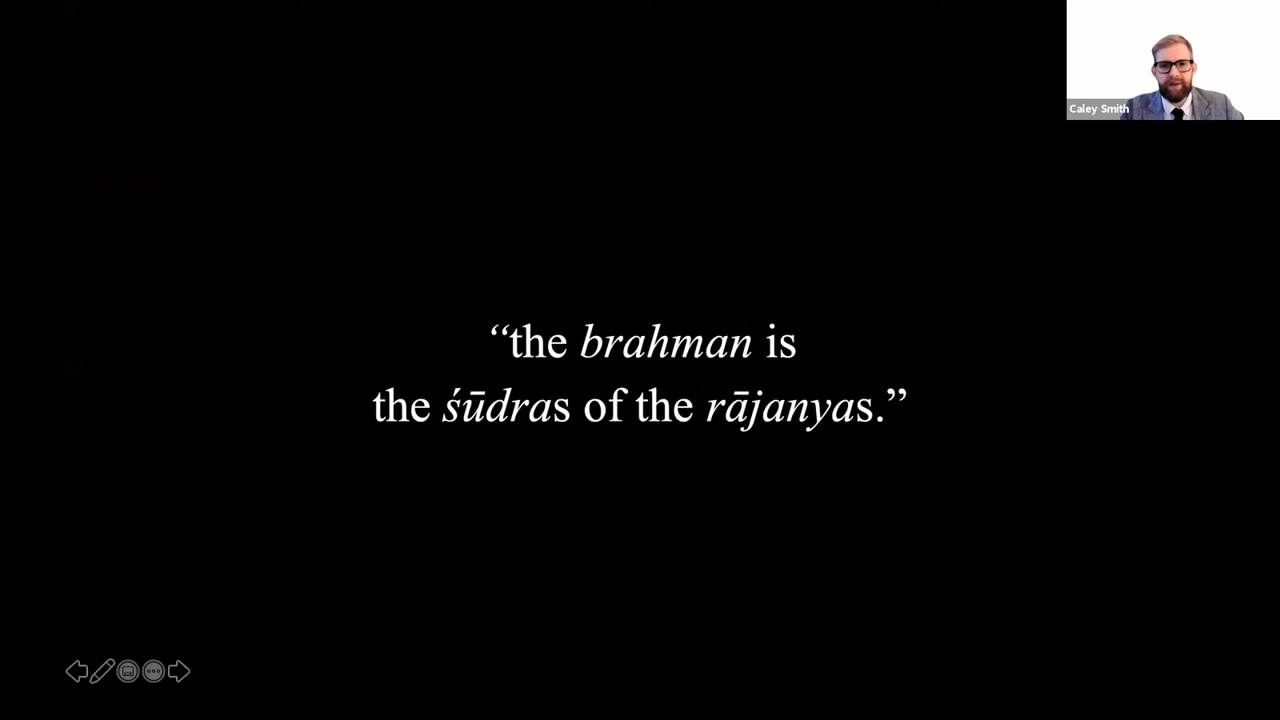 Caley Smith
“the brahman is
the śūdras of the rājanyas.”